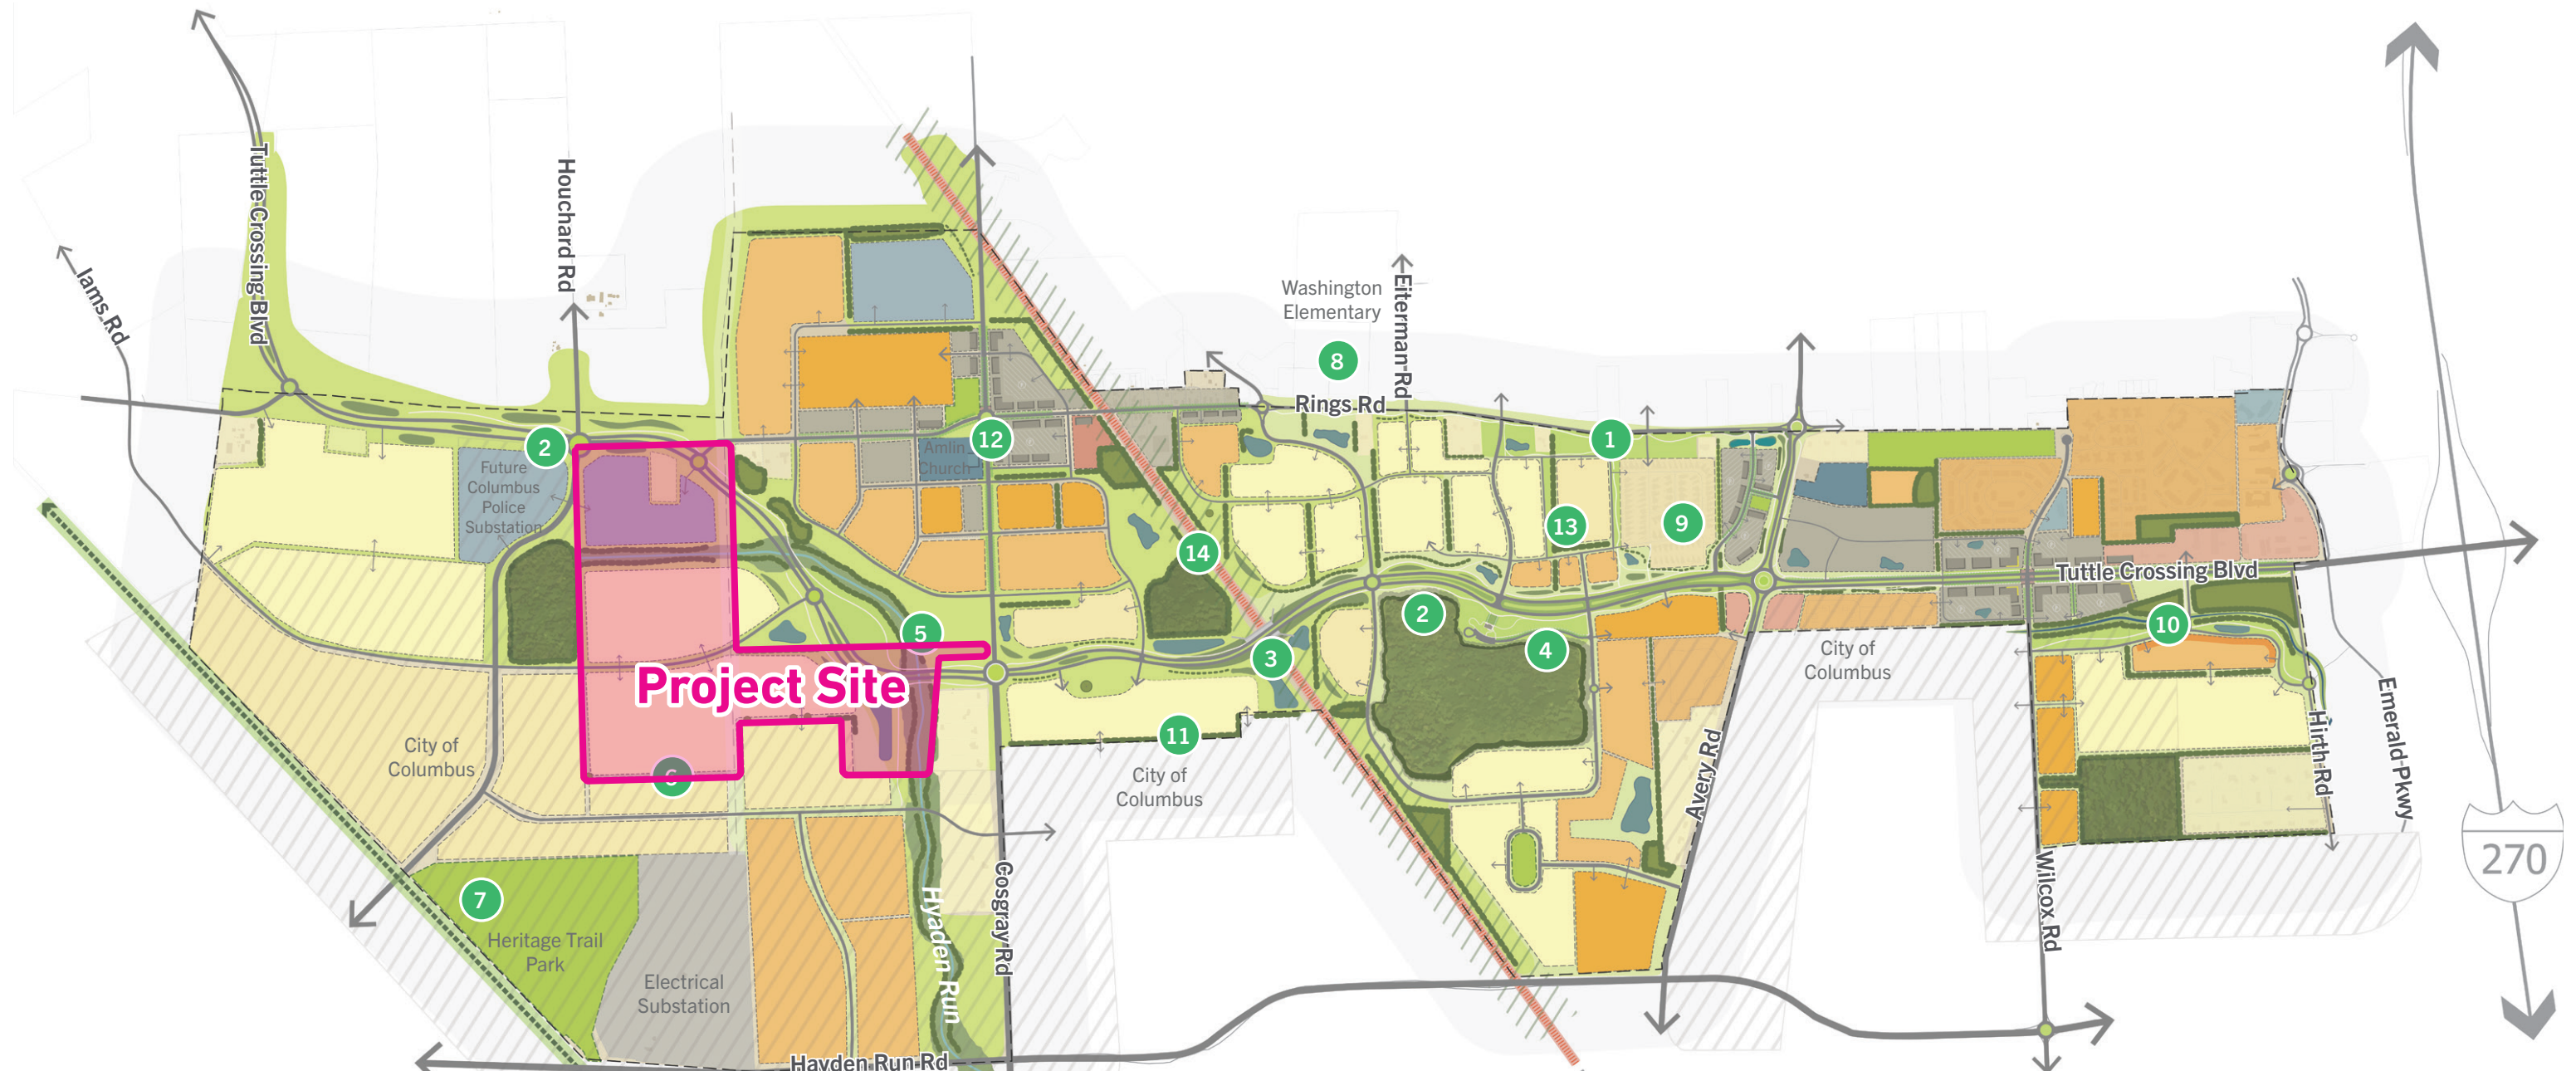 Tuttle Crossing Blvd
Houchard Rd
Iams Rd
Washington
Elementary
Eiterman Rd
8
Rings Rd
2
12
1
Amlin
Church
Future
Columbus
Police
Substation
13
9
14
Tuttle Crossing Blvd
2
10
5
4
3
City of
Columbus
Project Site
11
City of
Columbus
City of
Columbus
6
Avery Rd
Hirth Rd
Emerald Pkwy
270
7
Heritage Trail
Park
Electrical
Substation
Hyaden Run
Cosgray Rd
Wilcox Rd
Hayden Run Rd